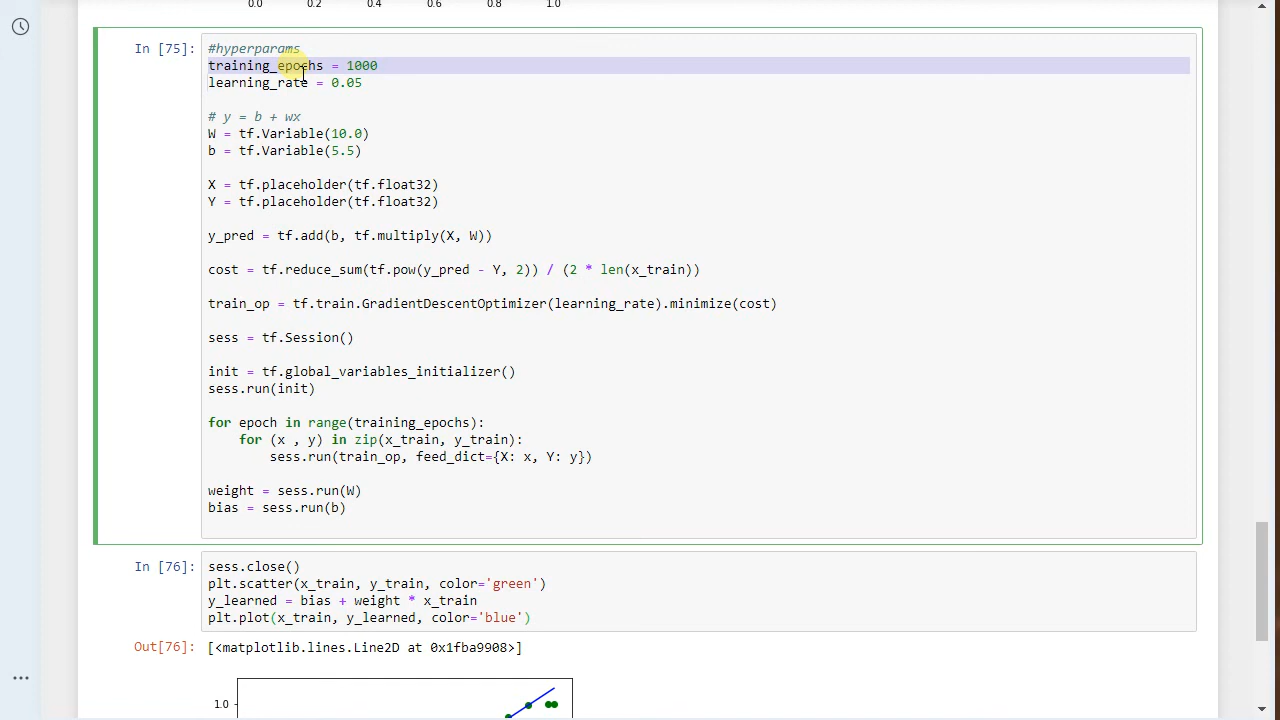 0.0 0.2 0.4 0.6 0.8 1.0
In [75]:
#hyperparams
training_epochs = 1000
learning_rate = 0.05
# y = b + wx
W = tf.Variable(10.0)
b = tf.Variable(5.5)
X = tf.placeholder(tf.float32)
Y = tf.placeholder(tf.float32)
y_pred = tf.add(b, tf.multiply(X, W))
cost = tf.reduce_sum(tf.pow(y_pred - Y, 2)) / (2 * len(x_train))
train_op = tf.train.GradientDescentOptimizer(learning_rate).minimize(cost)
sess = tf.Session()
init = tf.global_variables_initializer()
sess.run(init)
for epoch in range(training_epochs):
    for (x , y) in zip(x_train, y_train):
        sess.run(train_op, feed_dict={X: x, Y: y})
weight = sess.run(W)
bias = sess.run(b)
In [76]:
sess.close()
plt.scatter(x_train, y_train, color='green')
y_learned = bias + weight * x_train
plt.plot(x_train, y_learned, color='blue')
Out[76]: [<matplotlib.lines.Line2D at 0x1fba9908>]
1.0